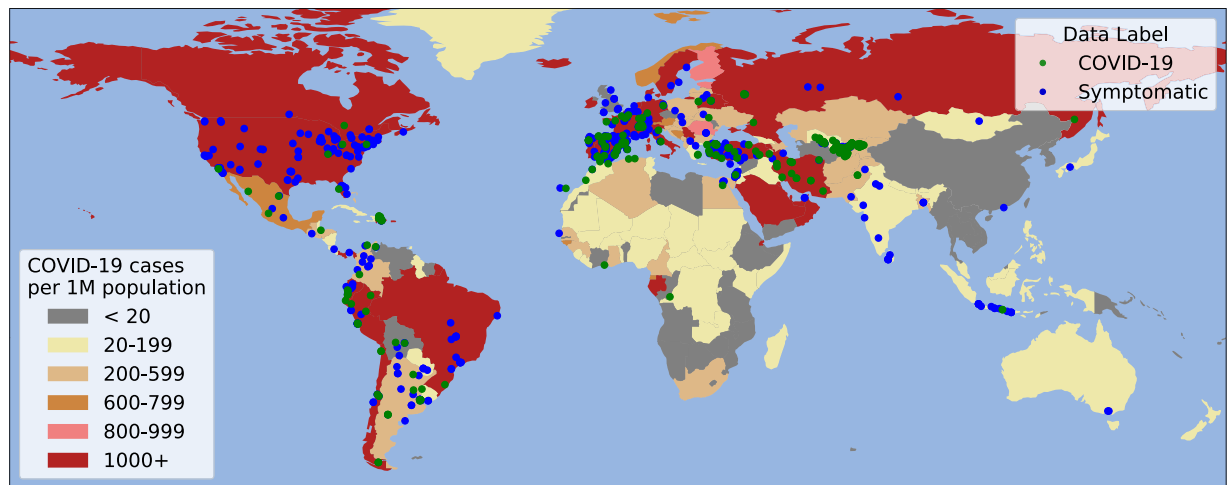 Data Label
COVID-19
Symptomatic
COVID-19 cases
per 1M population
< 20
20-199
200-599
600-799
800-999
1000+